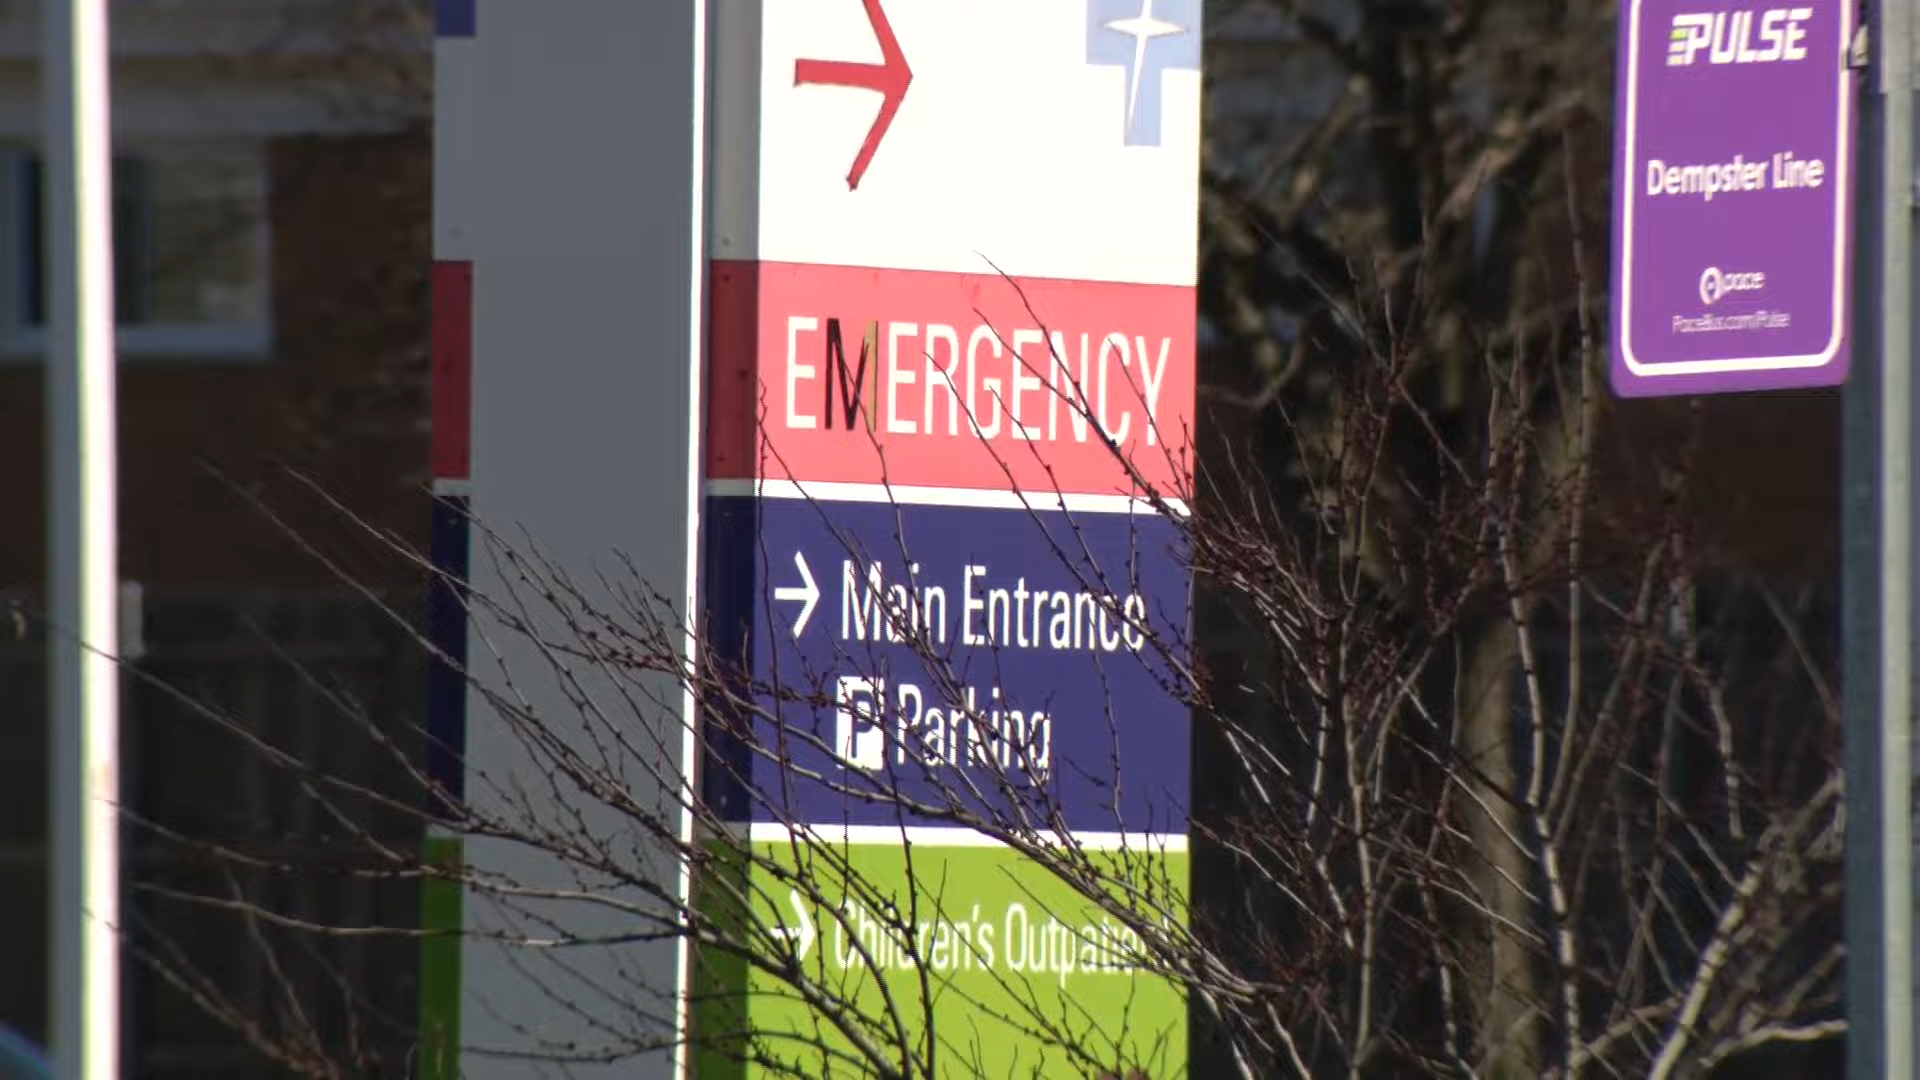 EMERGENCY
Main Entrance
P Parking
Children's Outpatient
PULSE
Dempster Line
pace
PaceBus.com/Pulse